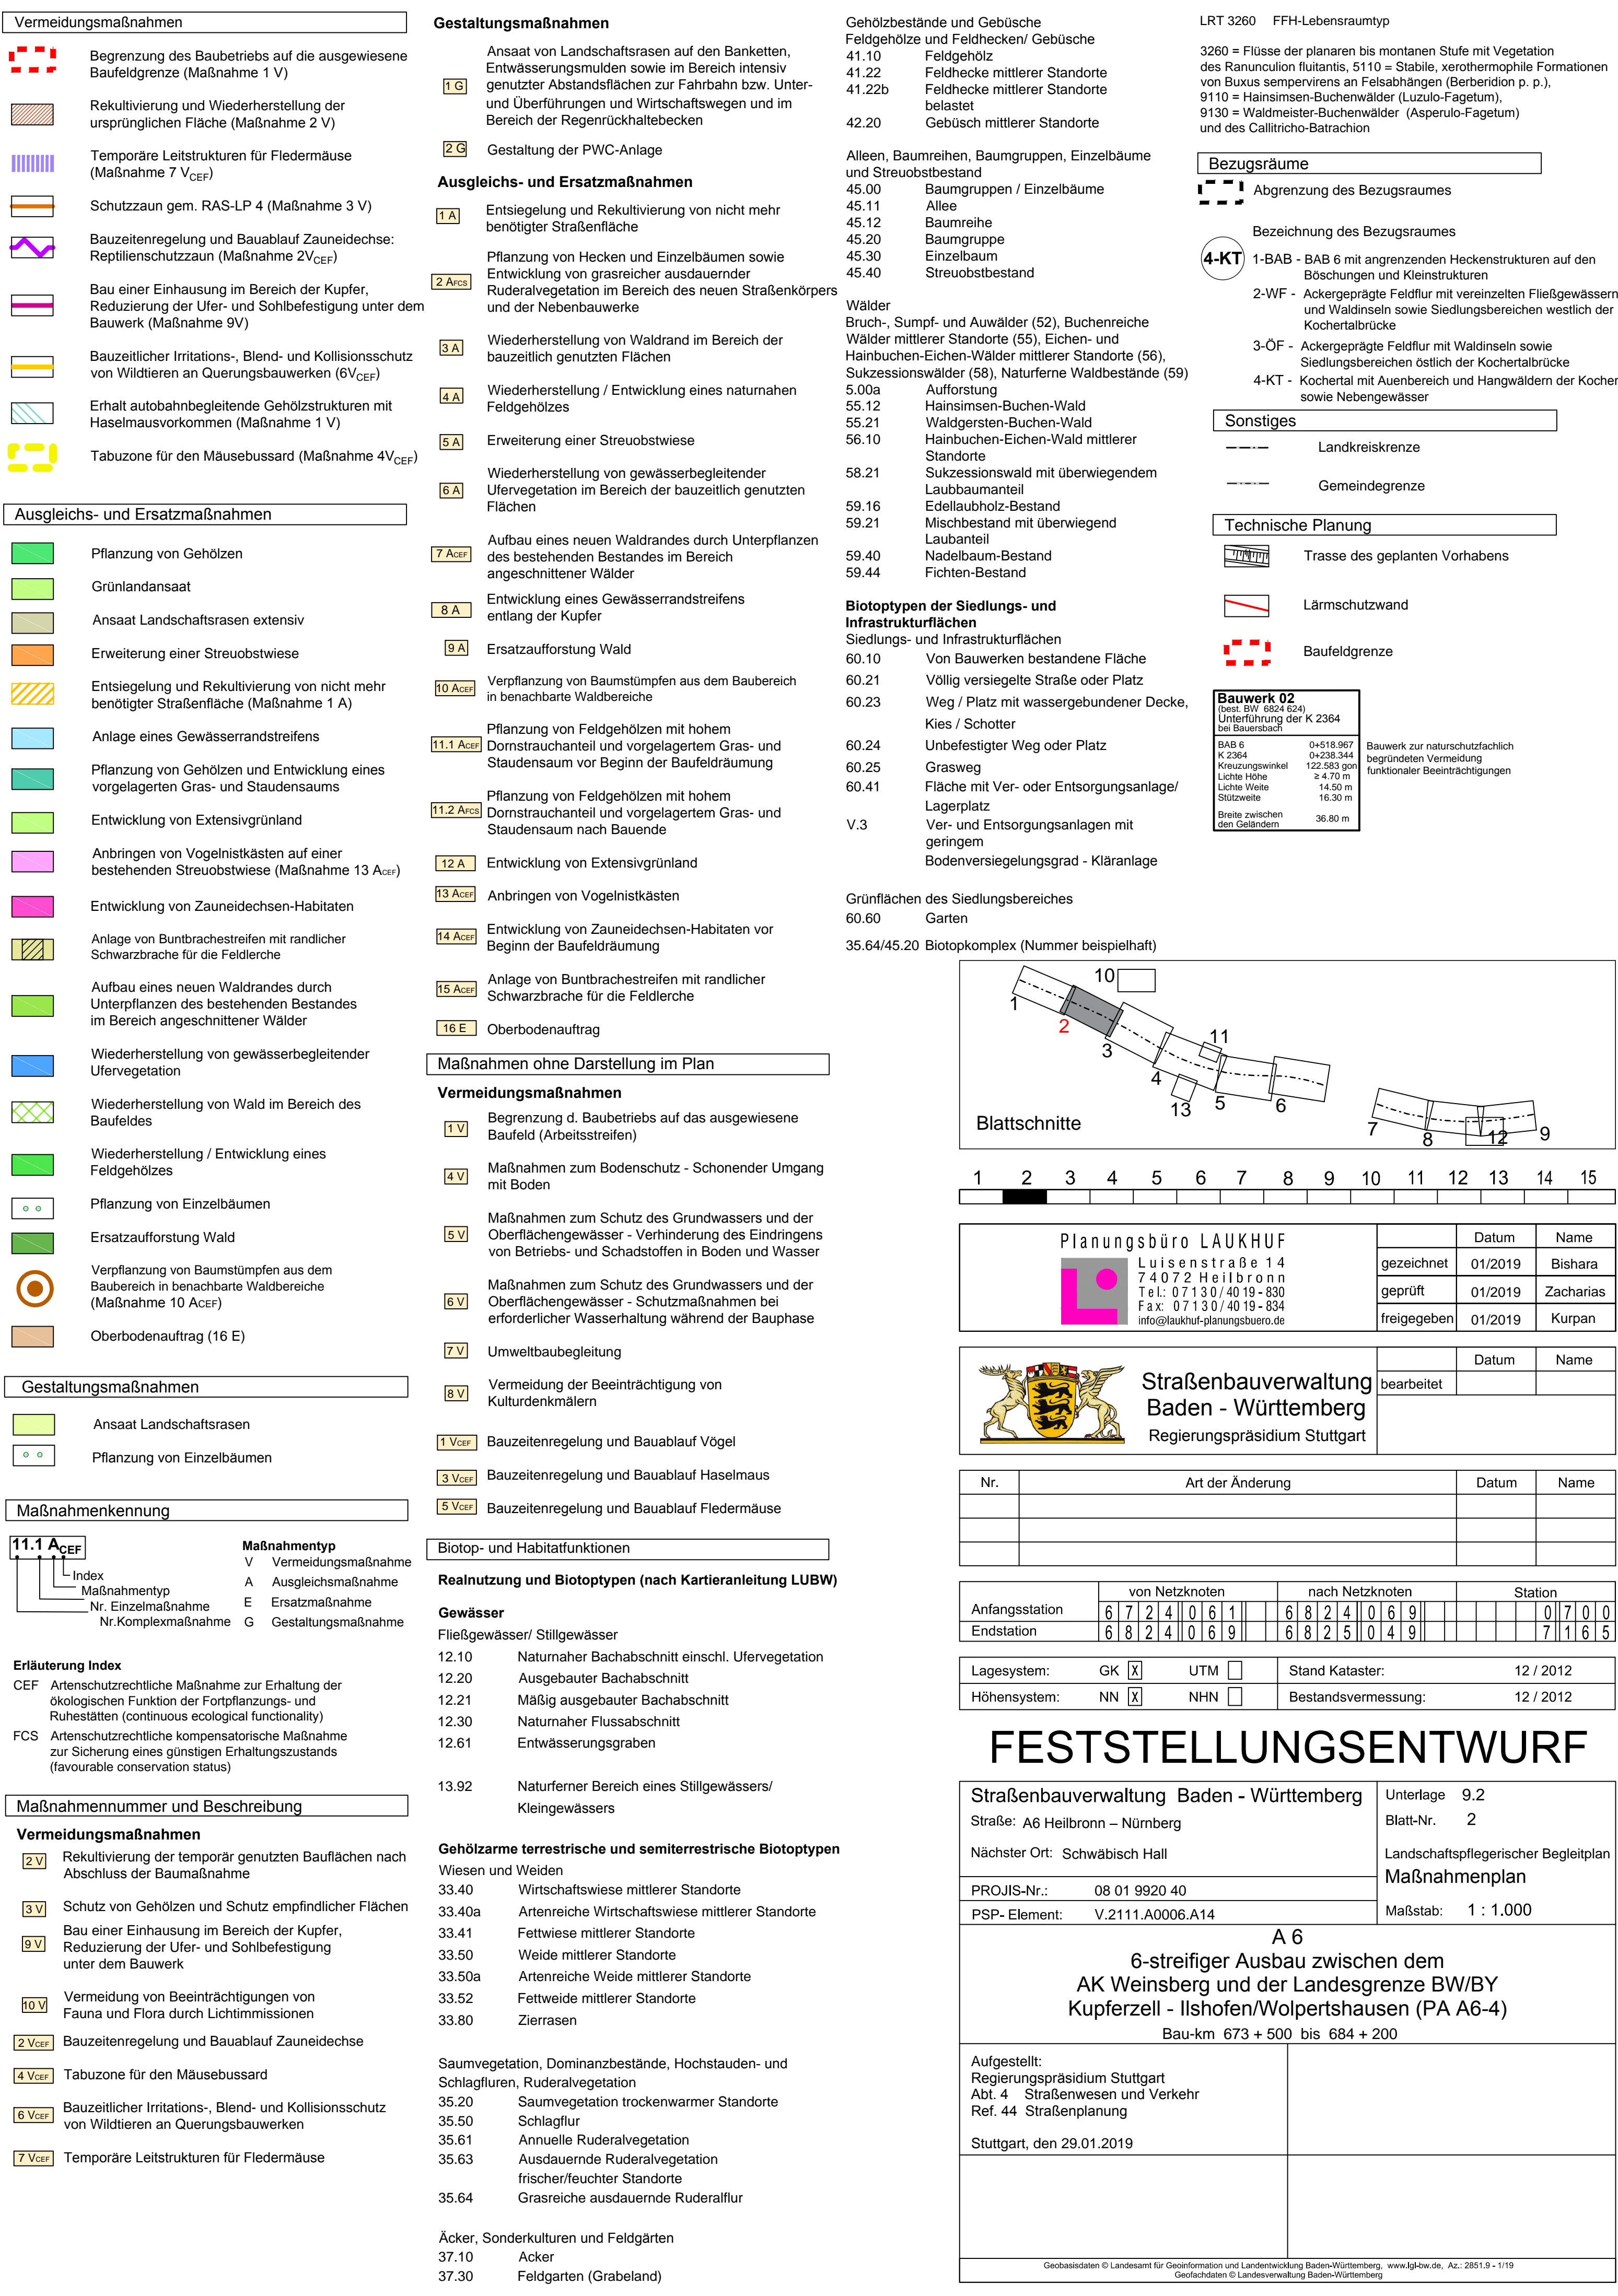 Vermeidungsmaßnahmen
Begrenzung des Baubetriebs auf die ausgewiesene
Baufeldgrenze (Maßnahme 1 V)
Rekultivierung und Wiederherstellung der
ursprünglichen Fläche (Maßnahme 2 V)
Temporäre Leitstrukturen für Fledermäuse
(Maßnahme 7 VCEF)
Schutzzaun gem. RAS-LP 4 (Maßnahme 3 V)
Bauzeitenregelung und Bauablauf Zauneidechse:
Reptilienschutzzaun (Maßnahme 2VCEF)
Bau einer Einhausung im Bereich der Kupfer,
Reduzierung der Ufer- und Sohlbefestigung unter dem
Bauwerk (Maßnahme 9V)
Bauzeitlicher Irritations-, Blend- und Kollisionsschutz
von Wildtieren an Querungsbauwerken (6VCEF)
Erhalt autobahnbegleitende Gehölzstrukturen mit
Haselmausvorkommen (Maßnahme 1 V)
Tabuzone für den Mäusebussard (Maßnahme 4VCEF)
Ausgleichs- und Ersatzmaßnahmen
Pflanzung von Gehölzen
Grünlandansaat
Ansaat Landschaftsrasen extensiv
Erweiterung einer Streuobstwiese
Entsiegelung und Rekultivierung von nicht mehr
benötigter Straßenfläche (Maßnahme 1 A)
Anlage eines Gewässerrandstreifens
Pflanzung von Gehölzen und Entwicklung eines
vorgelagerten Gras- und Staudensaums
Entwicklung von Extensivgrünland
Anbringen von Vogelnistkästen auf einer
bestehenden Streuobstwiese (Maßnahme 13 ACEF)
Entwicklung von Zauneidechsen-Habitaten
Anlage von Buntbrachestreifen mit randlicher
Schwarzbrache für die Feldlerche
Aufbau eines neuen Waldrandes durch
Unterpflanzen des bestehenden Bestandes
im Bereich angeschnittener Wälder
Wiederherstellung von gewässerbegleitender
Ufervegetation
Wiederherstellung von Wald im Bereich des
Baufeldes
Wiederherstellung / Entwicklung eines
Feldgehölzes
Pflanzung von Einzelbäumen
Ersatzaufforstung Wald
Verpflanzung von Baumstümpfen aus dem
Baubereich in benachbarte Waldbereiche
(Maßnahme 10 ACEF)
Oberbodenauftrag (16 E)
Gestaltungsmaßnahmen
Ansaat Landschaftsrasen
Pflanzung von Einzelbäumen
Maßnahmenkennung
11.1 ACEF
Index
Maßnahmentyp
Nr. Einzelmaßnahme
Nr.Komplexmaßnahme
Maßnahmentyp
V Vermeidungsmaßnahme
A Ausgleichsmaßnahme
E Ersatzmaßnahme
G Gestaltungsmaßnahme
Erläuterung Index
CEF Artenschutzrechtliche Maßnahme zur Erhaltung der
ökologischen Funktion der Fortpflanzungs- und
Ruhestätten (continuous ecological functionality)
FCS Artenschutzrechtliche kompensatorische Maßnahme
zur Sicherung eines günstigen Erhaltungszustands
(favourable conservation status)
Maßnahmennummer und Beschreibung
Vermeidungsmaßnahmen
2 V Rekultivierung der temporär genutzten Bauflächen nach
Abschluss der Baumaßnahme
3 V Schutz von Gehölzen und Schutz empfindlicher Flächen
9 V Bau einer Einhausung im Bereich der Kupfer,
Reduzierung der Ufer- und Sohlbefestigung
unter dem Bauwerk
10 V Vermeidung von Beeinträchtigungen von
Fauna und Flora durch Lichtimmissionen
2 VCEF Bauzeitenregelung und Bauablauf Zauneidechse
4 VCEF Tabuzone für den Mäusebussard
6 VCEF Bauzeitlicher Irritations-, Blend- und Kollisionsschutz
von Wildtieren an Querungsbauwerken
7 VCEF Temporäre Leitstrukturen für Fledermäuse
Gestaltungsmaßnahmen
1 G Ansaat von Landschaftsrasen auf den Banketten,
Entwässerungsmulden sowie im Bereich intensiv
genutzter Abstandsflächen zur Fahrbahn bzw. Unter-
und Überführungen und Wirtschaftswegen und im
Bereich der Regenrückhaltebecken
2 G Gestaltung der PWC-Anlage
Ausgleichs- und Ersatzmaßnahmen
1 A Entsiegelung und Rekultivierung von nicht mehr
benötigter Straßenfläche
2 AFCS Pflanzung von Hecken und Einzelbäumen sowie
Entwicklung von grasreicher ausdauernder
Ruderalvegetation im Bereich des neuen Straßenkörpers
und der Nebenbauwerke
3 A Wiederherstellung von Waldrand im Bereich der
bauzeitlich genutzten Flächen
4 A Wiederherstellung / Entwicklung eines naturnahen
Feldgehölzes
5 A Erweiterung einer Streuobstwiese
6 A Wiederherstellung von gewässerbegleitender
Ufervegetation im Bereich der bauzeitlich genutzten
Flächen
7 ACEF Aufbau eines neuen Waldrandes durch Unterpflanzen
des bestehenden Bestandes im Bereich
angeschnittener Wälder
8 A Entwicklung eines Gewässerrandstreifens
entlang der Kupfer
9 A Ersatzaufforstung Wald
10 ACEF Verpflanzung von Baumstümpfen aus dem Baubereich
in benachbarte Waldbereiche
11.1 ACEF Pflanzung von Feldgehölzen mit hohem
Dornstrauchanteil und vorgelagertem Gras- und
Staudensaum vor Beginn der Baufeldräumung
11.2 AFCS Pflanzung von Feldgehölzen mit hohem
Dornstrauchanteil und vorgelagertem Gras- und
Staudensaum nach Bauende
12 A Entwicklung von Extensivgrünland
13 ACEF Anbringen von Vogelnistkästen
14 ACEF Entwicklung von Zauneidechsen-Habitaten vor
Beginn der Baufeldräumung
15 ACEF Anlage von Buntbrachestreifen mit randlicher
Schwarzbrache für die Feldlerche
16 E Oberbodenauftrag
Maßnahmen ohne Darstellung im Plan
Vermeidungsmaßnahmen
1 V Begrenzung d. Baubetriebs auf das ausgewiesene
Baufeld (Arbeitsstreifen)
4 V Maßnahmen zum Bodenschutz - Schonender Umgang
mit Boden
5 V Maßnahmen zum Schutz des Grundwassers und der
Oberflächengewässer - Verhinderung des Eindringens
von Betriebs- und Schadstoffen in Boden und Wasser
6 V Maßnahmen zum Schutz des Grundwassers und der
Oberflächengewässer - Schutzmaßnahmen bei
erforderlicher Wasserhaltung während der Bauphase
7 V Umweltbaubegleitung
8 V Vermeidung der Beeinträchtigung von
Kulturdenkmälern
1 VCEF Bauzeitenregelung und Bauablauf Vögel
3 VCEF Bauzeitenregelung und Bauablauf Haselmaus
5 VCEF Bauzeitenregelung und Bauablauf Fledermäuse
Biotop- und Habitatfunktionen
Realnutzung und Biotoptypen (nach Kartieranleitung LUBW)
Gewässer
Fließgewässer/ Stillgewässer
12.10 Naturnaher Bachabschnitt einschl. Ufervegetation
12.20 Ausgebauter Bachabschnitt
12.21 Mäßig ausgebauter Bachabschnitt
12.30 Naturnaher Flussabschnitt
12.61 Entwässerungsgraben
13.92 Naturferner Bereich eines Stillgewässers/
Kleingewässers
Gehölzarme terrestrische und semiterrestrische Biotoptypen
Wiesen und Weiden
33.40 Wirtschaftswiese mittlerer Standorte
33.40a Artenreiche Wirtschaftswiese mittlerer Standorte
33.41 Fettwiese mittlerer Standorte
33.50 Weide mittlerer Standorte
33.50a Artenreiche Weide mittlerer Standorte
33.52 Fettweide mittlerer Standorte
33.80 Zierrasen
Saumvegetation, Dominanzbestände, Hochstauden- und
Schlagfluren, Ruderalvegetation
35.20 Saumvegetation trockenwarmer Standorte
35.50 Schlagflur
35.61 Annuelle Ruderalvegetation
35.63 Ausdauernde Ruderalvegetation
frischer/feuchter Standorte
35.64 Grasreiche ausdauernde Ruderalflur
Äcker, Sonderkulturen und Feldgärten
37.10 Acker
37.30 Feldgarten (Grabeland)
Gehölzbestände und Gebüsche
Feldgehölze und Feldhecken/ Gebüsche
41.10 Feldgehölz
41.22 Feldhecke mittlerer Standorte
41.22b Feldhecke mittlerer Standorte
belastet
42.20 Gebüsch mittlerer Standorte
Alleen, Baumreihen, Baumgruppen, Einzelbäume
und Streuobstbestand
45.00 Baumgruppen / Einzelbäume
45.11 Allee
45.12 Baumreihe
45.20 Baumgruppe
45.30 Einzelbaum
45.40 Streuobstbestand
Wälder
Bruch-, Sumpf- und Auwälder (52), Buchenreiche
Wälder mittlerer Standorte (55), Eichen- und
Hainbuchen-Eichen-Wälder mittlerer Standorte (56),
Sukzessionswälder (58), Naturferne Waldbestände (59)
5.00a Aufforstung
55.12 Hainsimsen-Buchen-Wald
55.21 Waldgersten-Buchen-Wald
56.10 Hainbuchen-Eichen-Wald mittlerer
Standorte
58.21 Sukzessionswald mit überwiegendem
Laubbaumanteil
59.16 Edellaubholz-Bestand
59.21 Mischbestand mit überwiegend
Laubanteil
59.40 Nadelbaum-Bestand
59.44 Fichten-Bestand
Biotoptypen der Siedlungs- und
Infrastrukturflächen
Siedlungs- und Infrastrukturflächen
60.10 Von Bauwerken bestandene Fläche
60.21 Völlig versiegelte Straße oder Platz
60.23 Weg / Platz mit wassergebundener Decke,
Kies / Schotter
60.24 Unbefestigter Weg oder Platz
60.25 Grasweg
60.41 Fläche mit Ver- oder Entsorgungsanlage/
Lagerplatz
V.3 Ver- und Entsorgungsanlagen mit
geringem
Bodenversiegelungsgrad - Kläranlage
Grünflächen des Siedlungsbereiches
60.60 Garten
35.64/45.20 Biotopkomplex (Nummer beispielhaft)
LRT 3260 FFH-Lebensraumtyp
3260 = Flüsse der planaren bis montanen Stufe mit Vegetation
des Ranunculion fluitantis, 5110 = Stabile, xerothermophile Formationen
von Buxus sempervirens an Felsabhängen (Berberidion p. p.),
9110 = Hainsimsen-Buchenwälder (Luzulo-Fagetum),
9130 = Waldmeister-Buchenwälder (Asperulo-Fagetum)
und des Callitricho-Batrachion
Bezugsräume
Abgrenzung des Bezugsraumes
Bezeichnung des Bezugsraumes
4-KT
1-BAB - BAB 6 mit angrenzenden Heckenstrukturen auf den
Böschungen und Kleinstrukturen
2-WF - Ackergeprägte Feldflur mit vereinzelten Fließgewässern
und Waldinseln sowie Siedlungsbereichen westlich der
Kochertalbrücke
3-ÖF - Ackergeprägte Feldflur mit Waldinseln sowie
Siedlungsbereichen östlich der Kochertalbrücke
4-KT - Kochertal mit Auenbereich und Hangwäldern der Kocher
sowie Nebengewässer
Sonstiges
Landkreiskrenze
Gemeindegrenze
Technische Planung
Trasse des geplanten Vorhabens
Lärmschutzwand
Baufeldgrenze
Bauwerk 02
(best. BW 6824 624)
Unterführung der K 2364
bei Bauersbach
BAB 6 0+518.967
K 2364 0+238.344
Kreuzungswinkel 122.583 gon
Lichte Höhe ≥ 4.70 m
Lichte Weite 14.50 m
Stützweite 16.30 m
Breite zwischen
den Geländern 36.80 m
Bauwerk zur naturschutzfachlich
begründeten Vermeidung
funktionaler Beeinträchtigungen
1 2 3 4 5 6 7 8 9 10 11 12 13
Blattschnitte
1 2 3 4 5 6 7 8 9 10 11 12 13 14 15
Planungsbüro LAUKHUF
Luisenstraße 14
74072 Heilbronn
Tel.: 07130/4019-830
Fax: 07130/4019-834
info@laukhuf-planungsbuero.de
Datum Name
gezeichnet 01/2019 Bishara
geprüft 01/2019 Zacharias
freigegeben 01/2019 Kurpan
Straßenbauverwaltung
Baden - Württemberg
Regierungspräsidium Stuttgart
Datum Name
bearbeitet
Nr. Art der Änderung Datum Name
von Netzknoten nach Netzknoten Station
Anfangsstation 6724061 6824069 0700
Endstation 6824069 6825049 7165
Lagesystem: GK X UTM Stand Kataster: 12 / 2012
Höhensystem: NN X NHN Bestandsvermessung: 12 / 2012
FESTSTELLUNGSENTWURF
Straßenbauverwaltung Baden - Württemberg
Straße: A6 Heilbronn – Nürnberg
Nächster Ort: Schwäbisch Hall
PROJIS-Nr.: 08 01 9920 40
PSP- Element: V.2111.A0006.A14
Unterlage 9.2
Blatt-Nr. 2
Landschaftspflegerischer Begleitplan
Maßnahmenplan
Maßstab: 1 : 1.000
A 6
6-streifiger Ausbau zwischen dem
AK Weinsberg und der Landesgrenze BW/BY
Kupferzell - Ilshofen/Wolpertshausen (PA A6-4)
Bau-km 673 + 500 bis 684 + 200
Aufgestellt:
Regierungspräsidium Stuttgart
Abt. 4 Straßenwesen und Verkehr
Ref. 44 Straßenplanung
Stuttgart, den 29.01.2019
Geobasisdaten © Landesamt für Geoinformation und Landentwicklung Baden-Württemberg, www.lgl-bw.de, Az.: 2851.9 - 1/19
Geofachdaten © Landesverwaltung Baden-Württemberg